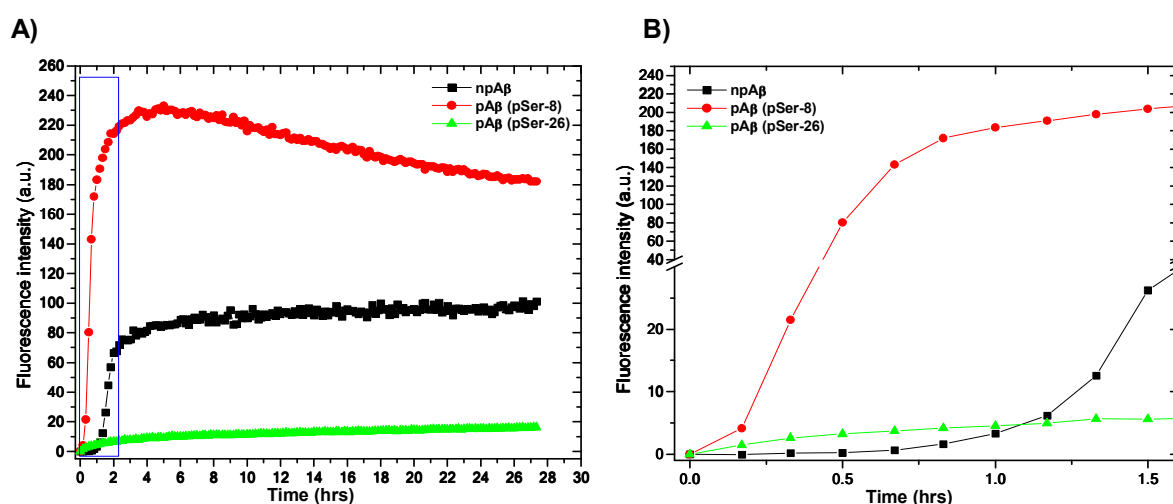 A)
260
240
220
200
180
160
140
120
100
80
60
40
20
0
Fluorescence intensity (a.u.)
npAβ
pAβ (pSer-8)
pAβ (pSer-26)
0 2 4 6 8 10 12 14 16 18 20 22 24 26 28 30
Time (hrs)
B)
240
220
200
180
160
140
120
100
80
60
40
20
10
0
Fluorescence intensity (a.u.)
npAβ
pAβ (pSer-8)
pAβ (pSer-26)
0.0 0.5 1.0 1.5
Time (hrs)